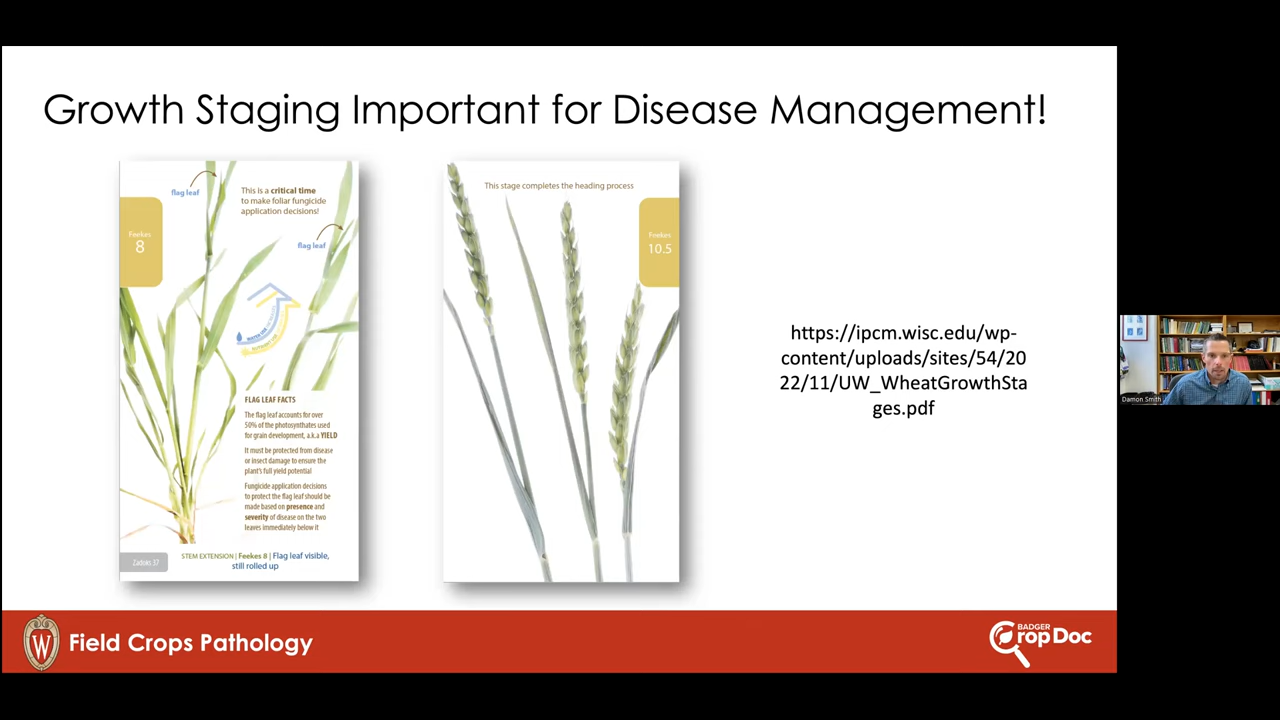 Growth Staging Important for Disease Management!
flag leaf
This is a critical time
to make foliar fungicide
application decisions!
Feekes
8
flag leaf
FLAG LEAF FACTS
The flag leaf accounts for over
50% of the photosynthates used
for grain development, a.k.a YIELD
It must be protected from disease
or insect damage to ensure the
plant's full yield potential
Fungicide application decisions
to protect the flag leaf should be
made based on presence and
severity of disease on the two
leaves immediately below it
Zadoks 37
STEM EXTENSION | Feekes 8 | Flag leaf visible,
still rolled up
This stage completes the heading process
Feekes
10.5
https://ipcm.wisc.edu/wp-
content/uploads/sites/54/20
22/11/UW_WheatGrowthSta
ges.pdf
Damon Smith
W
Field Crops Pathology
BADGER
Crop Doc